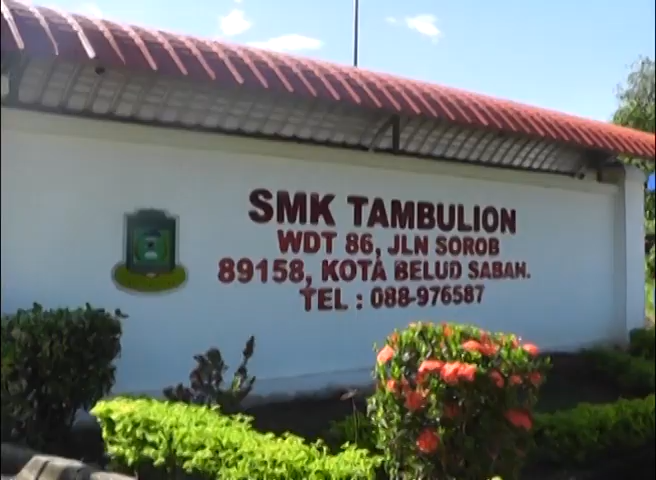 SMK TAMBULION
WDT 86, JLN SOROB
89158, KOTA BELUD SABAH.
TEL : 088-976587